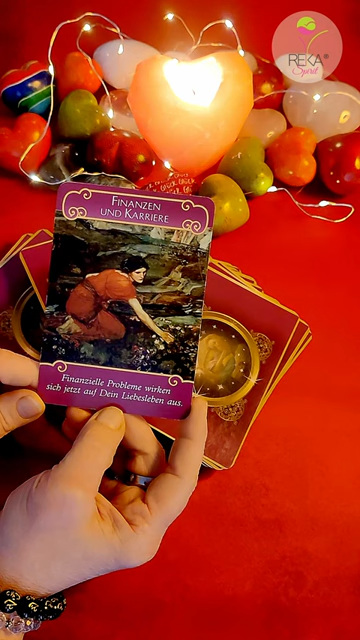 REKA®
Spirit
FINANZEN
UND KARRIERE
Finanzielle Probleme wirken
sich jetzt auf Dein Liebesleben aus.